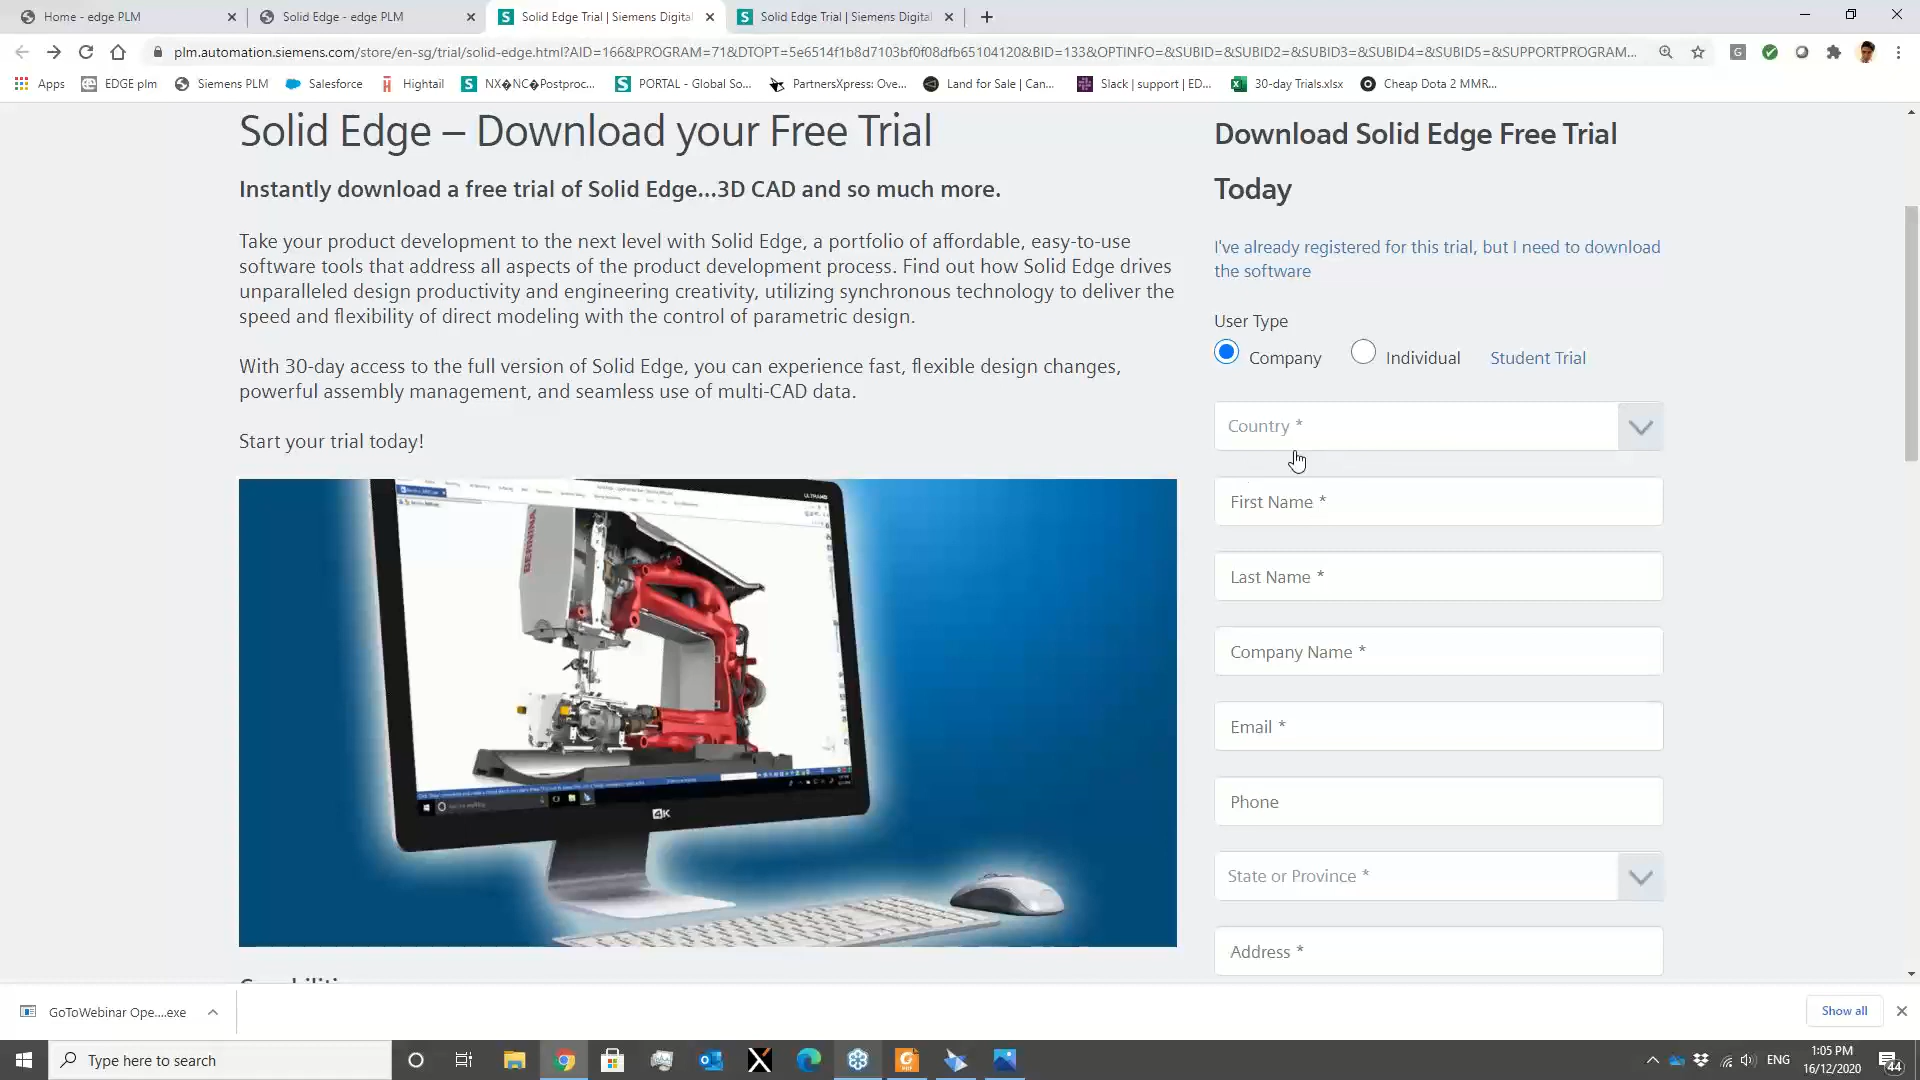 Home - edge PLM
Solid Edge - edge PLM
Solid Edge Trial | Siemens Digital
Solid Edge Trial | Siemens Digital
plm.automation.siemens.com/store/en-sg/trial/solid-edge.html?AID=166&PROGRAM=71&DTOPT=5e6514f1b8d7103bf0f08dfb65104120&BID=133&OPTINFO=&SUBID=&SUBID2=&SUBID3=&SUBID4=&SUBID5=&SUPPORTPROGRAM...
Apps
EDGE plm
Siemens PLM
Salesforce
Hightail
NX�NC�Postproc...
PORTAL - Global So...
PartnersXpress: Ove...
Land for Sale | Can...
Slack | support | ED...
30-day Trials.xlsx
Cheap Dota 2 MMR...
Solid Edge – Download your Free Trial
Instantly download a free trial of Solid Edge...3D CAD and so much more.
Take your product development to the next level with Solid Edge, a portfolio of affordable, easy-to-use
software tools that address all aspects of the product development process. Find out how Solid Edge drives
unparalleled design productivity and engineering creativity, utilizing synchronous technology to deliver the
speed and flexibility of direct modeling with the control of parametric design.
With 30-day access to the full version of Solid Edge, you can experience fast, flexible design changes,
powerful assembly management, and seamless use of multi-CAD data.
Start your trial today!
BERNINA
4K
Download Solid Edge Free Trial
Today
I've already registered for this trial, but I need to download
the software
User Type
Company
Individual
Student Trial
Country *
First Name *
Last Name *
Company Name *
Email *
Phone
State or Province *
Address *
GoToWebinar Ope....exe
Show all
Type here to search
ENG
1:05 PM
16/12/2020
44